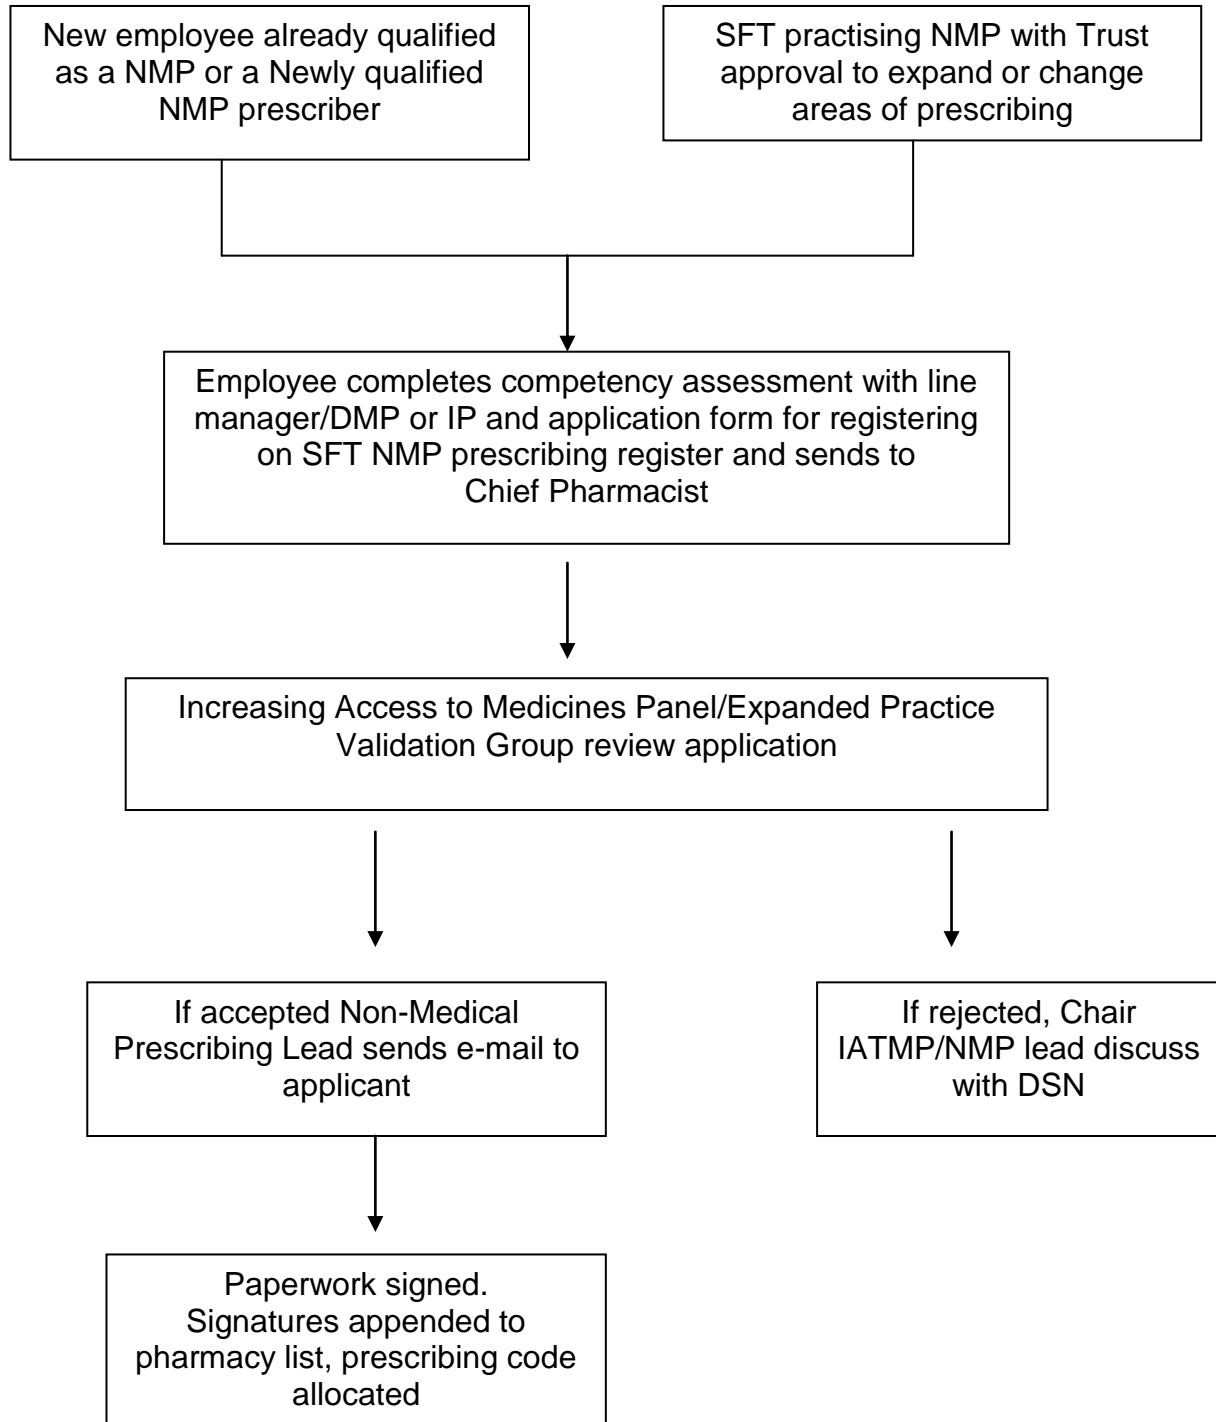 New employee already qualified
as a NMP or a Newly qualified
NMP prescriber
SFT practising NMP with Trust
approval to expand or change
areas of prescribing
Employee completes competency assessment with line
manager/DMP or IP and application form for registering
on SFT NMP prescribing register and sends to
Chief Pharmacist
Increasing Access to Medicines Panel/Expanded Practice
Validation Group review application
If accepted Non-Medical
Prescribing Lead sends e-mail to
applicant
If rejected, Chair
IATMP/NMP lead discuss
with DSN
Paperwork signed.
Signatures appended to
pharmacy list, prescribing code
allocated